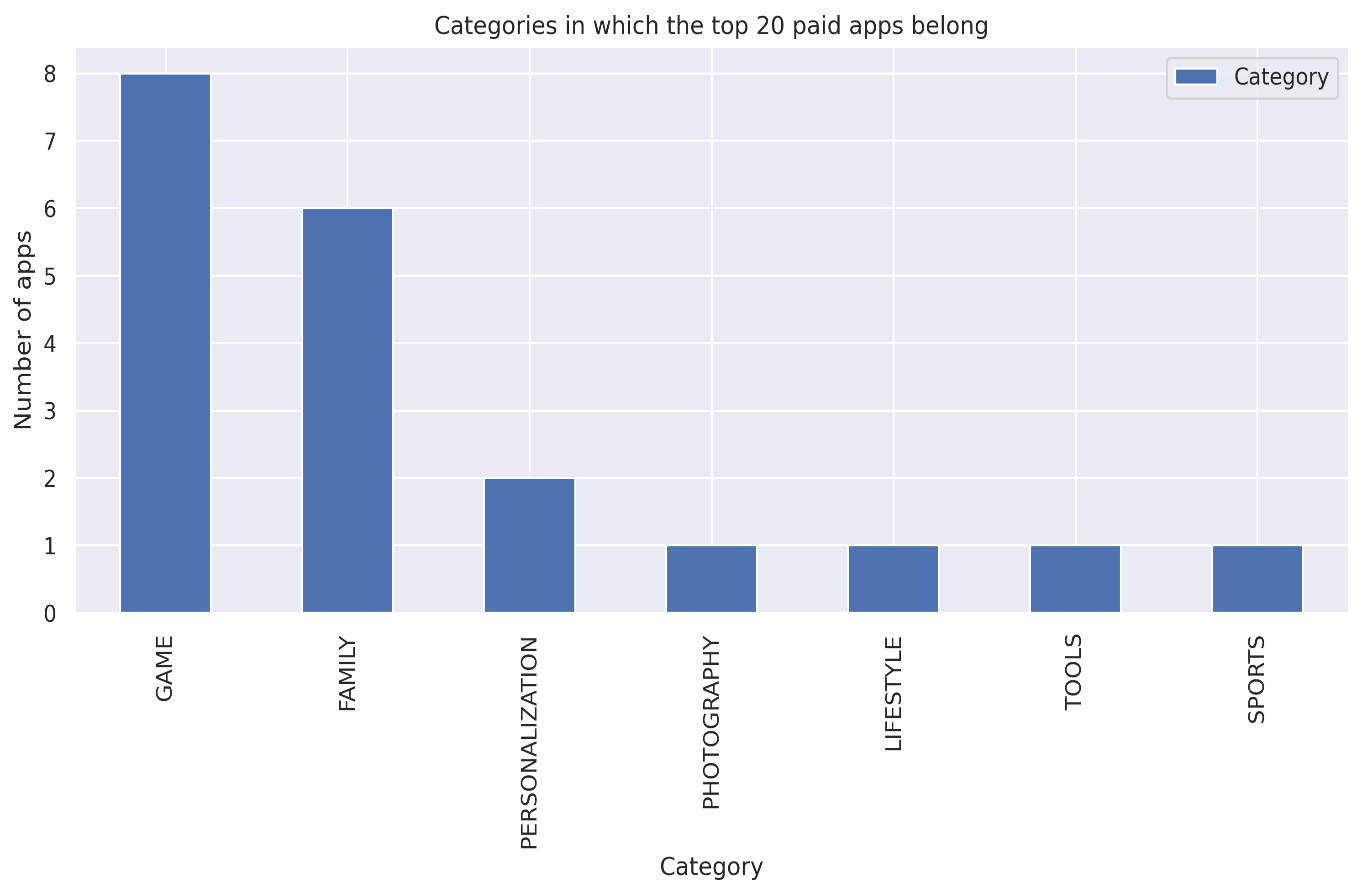 Categories in which the top 20 paid apps belong
Category
8
7
6
5
4
3
2
1
0
Number of apps
GAME
FAMILY
PERSONALIZATION
PHOTOGRAPHY
LIFESTYLE
TOOLS
SPORTS
Category